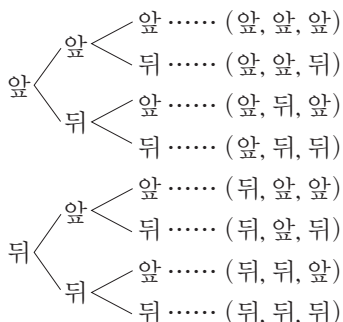 앞 …… (앞, 앞, 앞)
앞
뒤 …… (앞, 앞, 뒤)
앞
앞 …… (앞, 뒤, 앞)
뒤
뒤 …… (앞, 뒤, 뒤)
앞 …… (뒤, 앞, 앞)
앞
뒤 …… (뒤, 앞, 뒤)
뒤
앞 …… (뒤, 뒤, 앞)
뒤
뒤 …… (뒤, 뒤, 뒤)